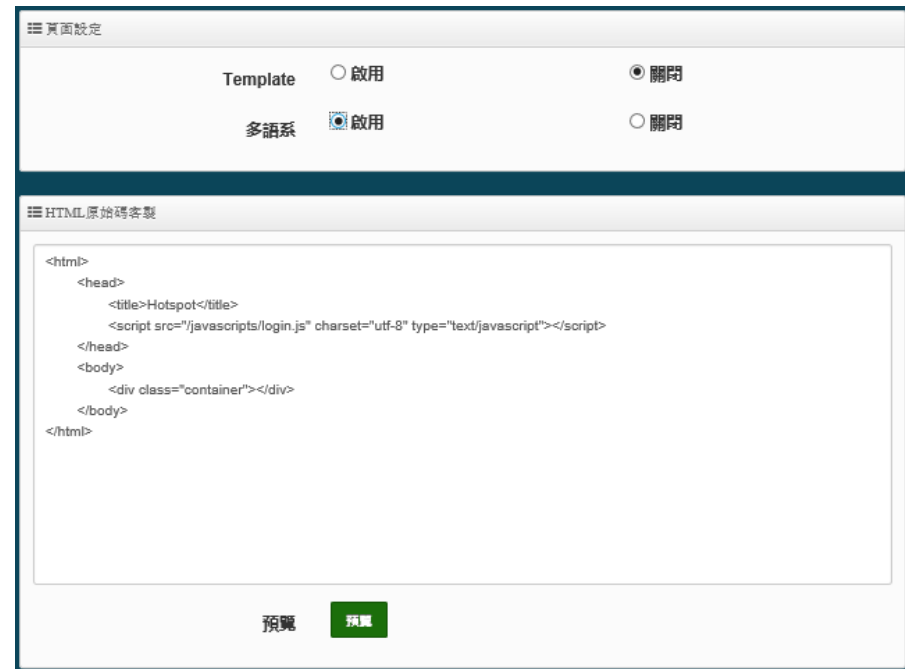 頁面設定
Template 啟用 關閉
多語系 啟用 關閉
HTML原始碼客製
<html>
<head>
<title>Hotspot</title>
<script src="/javascripts/login.js" charset="utf-8" type="text/javascript"></script>
</head>
<body>
<div class="container"></div>
</body>
</html>
預覽 預覽